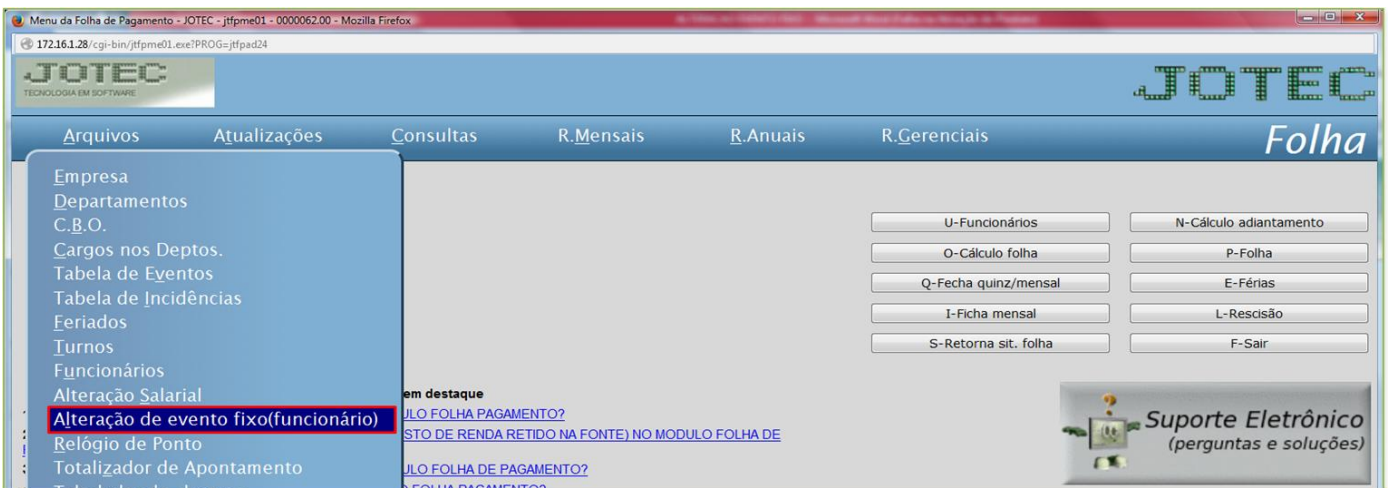 Menu da Folha de Pagamento - JOTEC - jtfpme01 - 0000062.00 - Mozilla Firefox
172.16.1.28/cgi-bin/jtfpme01.exe?PROG=jtfpad24
JOTEC
TECNOLOGIA EM SOFTWARE
JOTEC
Arquivos Atualizações Consultas R.Mensais R.Anuais R.Gerenciais Folha
Empresa
Departamentos
C.B.O.
Cargos nos Deptos.
Tabela de Eventos
Tabela de Incidências
Feriados
Turnos
Funcionários
Alteração Salarial
Alteração de evento fixo(funcionário)
Relógio de Ponto
Totalizador de Apontamento
U-Funcionários N-Cálculo adiantamento
O-Cálculo folha P-Folha
Q-Fecha quinz/mensal E-Férias
I-Ficha mensal L-Rescisão
S-Retorna sit. folha F-Sair
em destaque
ULO FOLHA PAGAMENTO?
STO DE RENDA RETIDO NA FONTE) NO MODULO FOLHA DE
ULO FOLHA DE PAGAMENTO?
FOLHA PAGAMENTO?
Suporte Eletrônico
(perguntas e soluções)